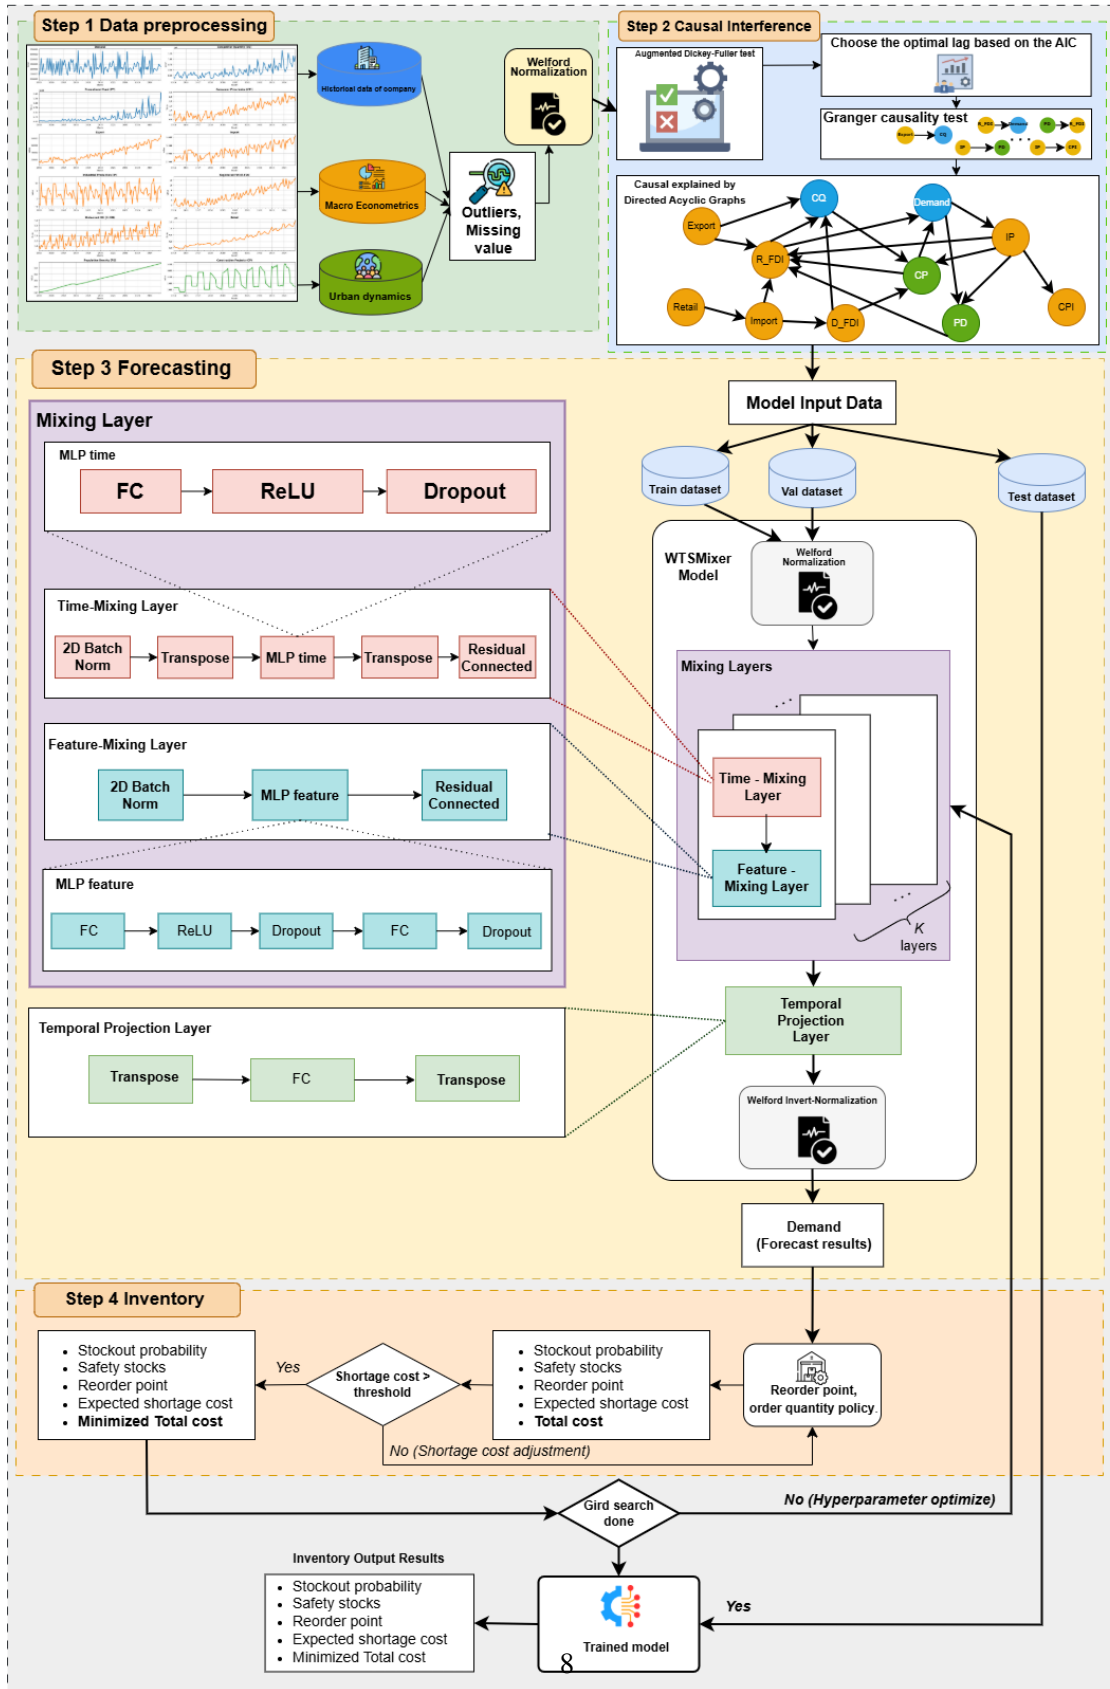 Step 1 Data preprocessing
Historical data of company
Macro Econometrics
Urban dynamics
Outliers,
Missing
value
Welford
Normalization
Step 2 Causal Interference
Augmented Dickey-Fuller test
Choose the optimal lag based on the AIC
Granger causality test
Export
CQ
Demand
PD
IP
PD
IP
CPI
Causal explained by
Directed Acyclic Graphs
CQ
Demand
Export
IP
R_FDI
CP
Retail
Import
D_FDI
PD
CPI
Step 3 Forecasting
Mixing Layer
MLP time
FC
ReLU
Dropout
Time-Mixing Layer
2D Batch
Norm
Transpose
MLP time
Transpose
Residual
Connected
Feature-Mixing Layer
2D Batch
Norm
MLP feature
Residual
Connected
MLP feature
FC
ReLU
Dropout
FC
Dropout
Temporal Projection Layer
Transpose
FC
Transpose
Model Input Data
Train dataset
Val dataset
Test dataset
WTSMixer
Model
Welford
Normalization
Mixing Layers
Time - Mixing
Layer
Feature -
Mixing Layer
K
layers
Temporal
Projection
Layer
Welford Invert-Normalization
Demand
(Forecast results)
Step 4 Inventory
• Stockout probability
• Safety stocks
• Reorder point
• Expected shortage cost
• Minimized Total cost
Yes
Shortage cost >
threshold
• Stockout probability
• Safety stocks
• Reorder point
• Expected shortage cost
• Total cost
Reorder point,
order quantity policy.
No (Shortage cost adjustment)
Gird search
done
No (Hyperparameter optimize)
Inventory Output Results
• Stockout probability
• Safety stocks
• Reorder point
• Expected shortage cost
• Minimized Total cost
Trained model
Yes
8